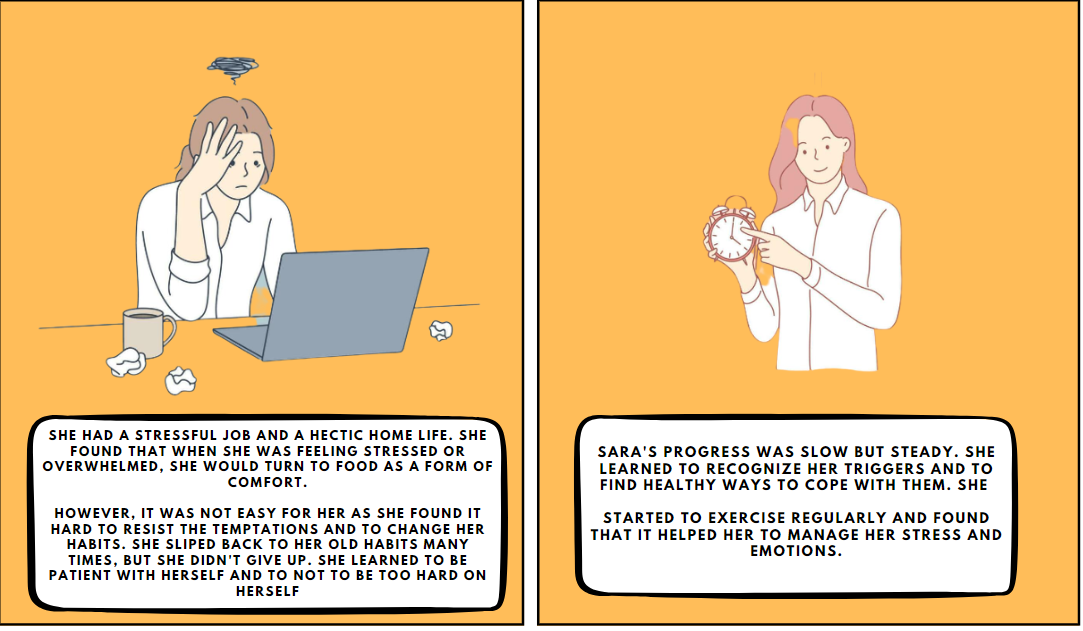 SHE HAD A STRESSFUL JOB AND A HECTIC HOME LIFE. SHE
FOUND THAT WHEN SHE WAS FEELING STRESSED OR
OVERWHELMED, SHE WOULD TURN TO FOOD AS A FORM OF
COMFORT.
HOWEVER, IT WAS NOT EASY FOR HER AS SHE FOUND IT
HARD TO RESIST THE TEMPTATIONS AND TO CHANGE HER
HABITS. SHE SLIPED BACK TO HER OLD HABITS MANY
TIMES, BUT SHE DIDN'T GIVE UP. SHE LEARNED TO BE
PATIENT WITH HERSELF AND TO NOT TO BE TOO HARD ON
HERSELF
SARA'S PROGRESS WAS SLOW BUT STEADY. SHE
LEARNED TO RECOGNIZE HER TRIGGERS AND TO
FIND HEALTHY WAYS TO COPE WITH THEM. SHE
STARTED TO EXERCISE REGULARLY AND FOUND
THAT IT HELPED HER TO MANAGE HER STRESS AND
EMOTIONS.